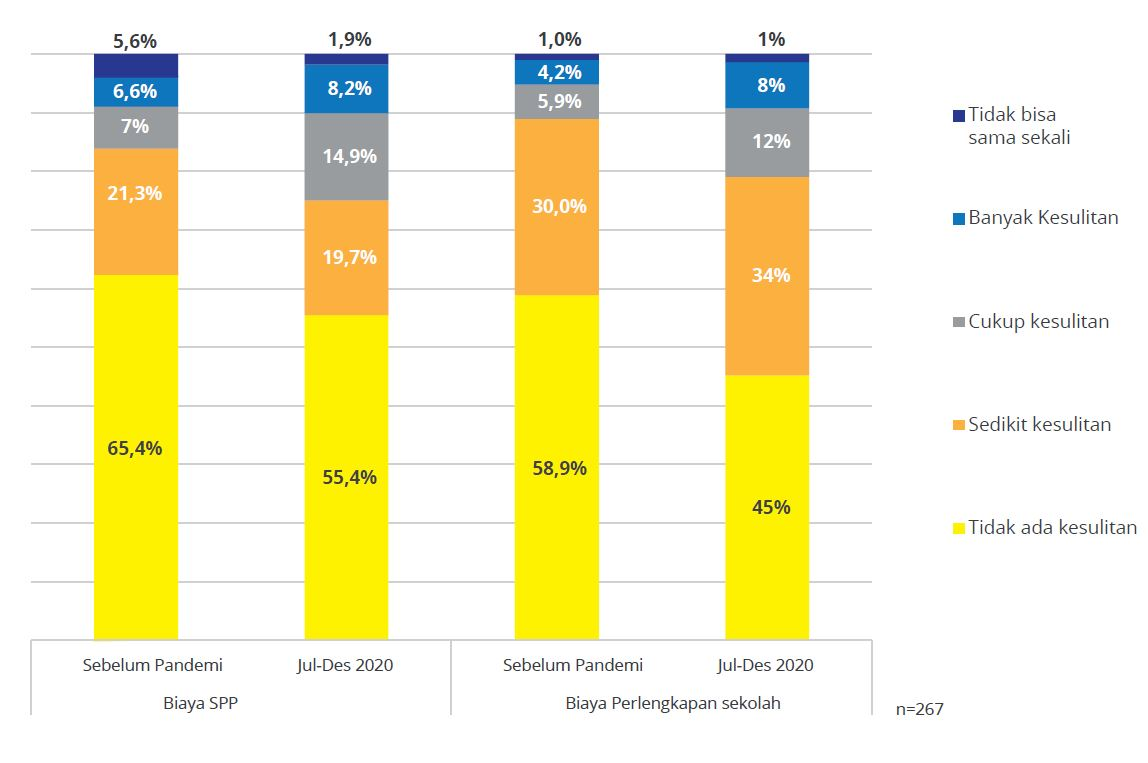 5,6%
1,9%
1,0%
1%
6,6%
8,2%
4,2%
8%
7%
14,9%
5,9%
12%
21,3%
19,7%
30,0%
34%
65,4%
55,4%
58,9%
45%
Tidak bisa
sama sekali
Banyak Kesulitan
Cukup kesulitan
Sedikit kesulitan
Tidak ada kesulitan
Sebelum Pandemi
Jul-Des 2020
Sebelum Pandemi
Jul-Des 2020
Biaya SPP
Biaya Perlengkapan sekolah
n=267